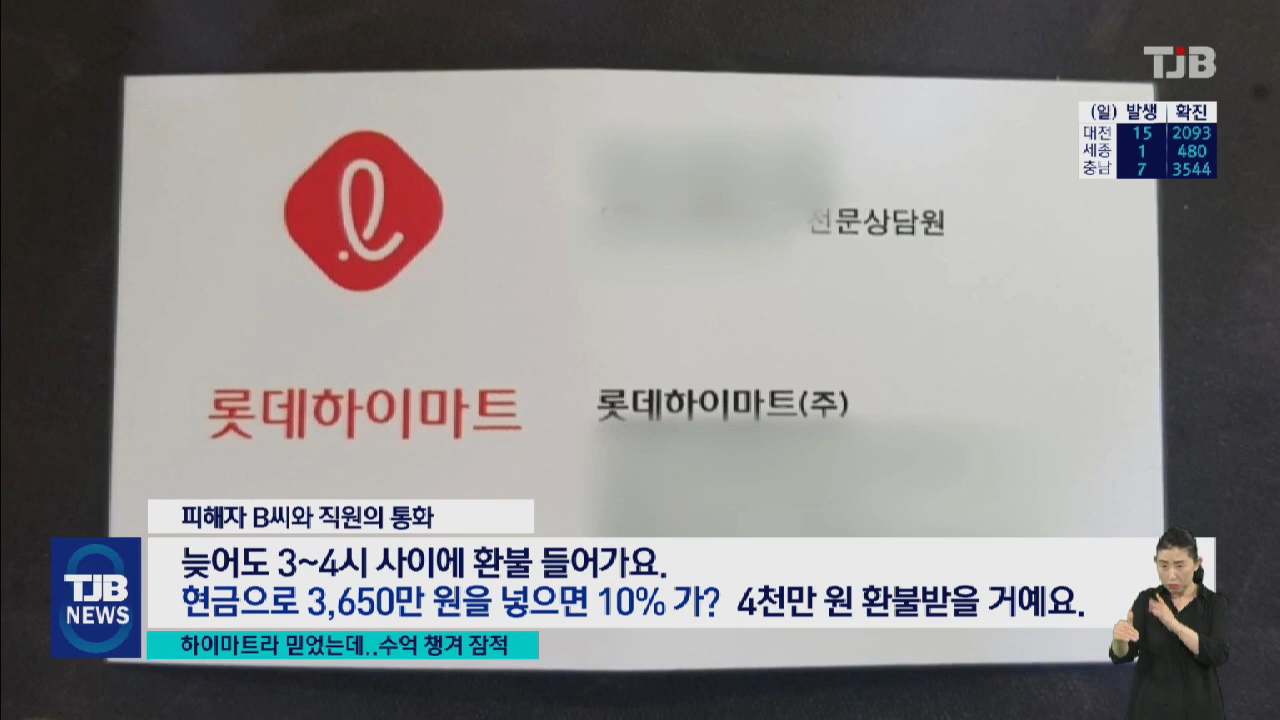 TJB
(일) 발생 확진
대전 15 2093
세종 1 480
충남 7 3544
전문상담원
롯데하이마트
롯데하이마트(주)
피해자 B씨와 직원의 통화
늦어도 3~4시 사이에 환불 들어가요.
현금으로 3,650만 원을 넣으면 10% 가? 4천만 원 환불받을 거예요.
TJB
NEWS
하이마트라 믿었는데..수억 챙겨 잠적